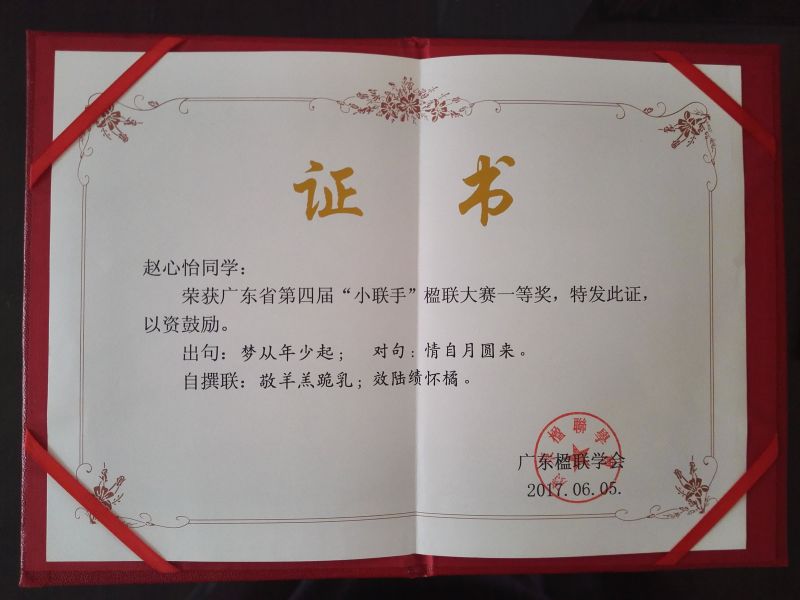 证书
赵心怡同学：
荣获广东省第四届“小联手”楹联大赛一等奖，特发此证，
以资鼓励。
出句：梦从年少起； 对句：情自月圆来。
自撰联：敬羊羔跪乳；效陆绩怀橘。
广东楹联学会
2017.06.05.